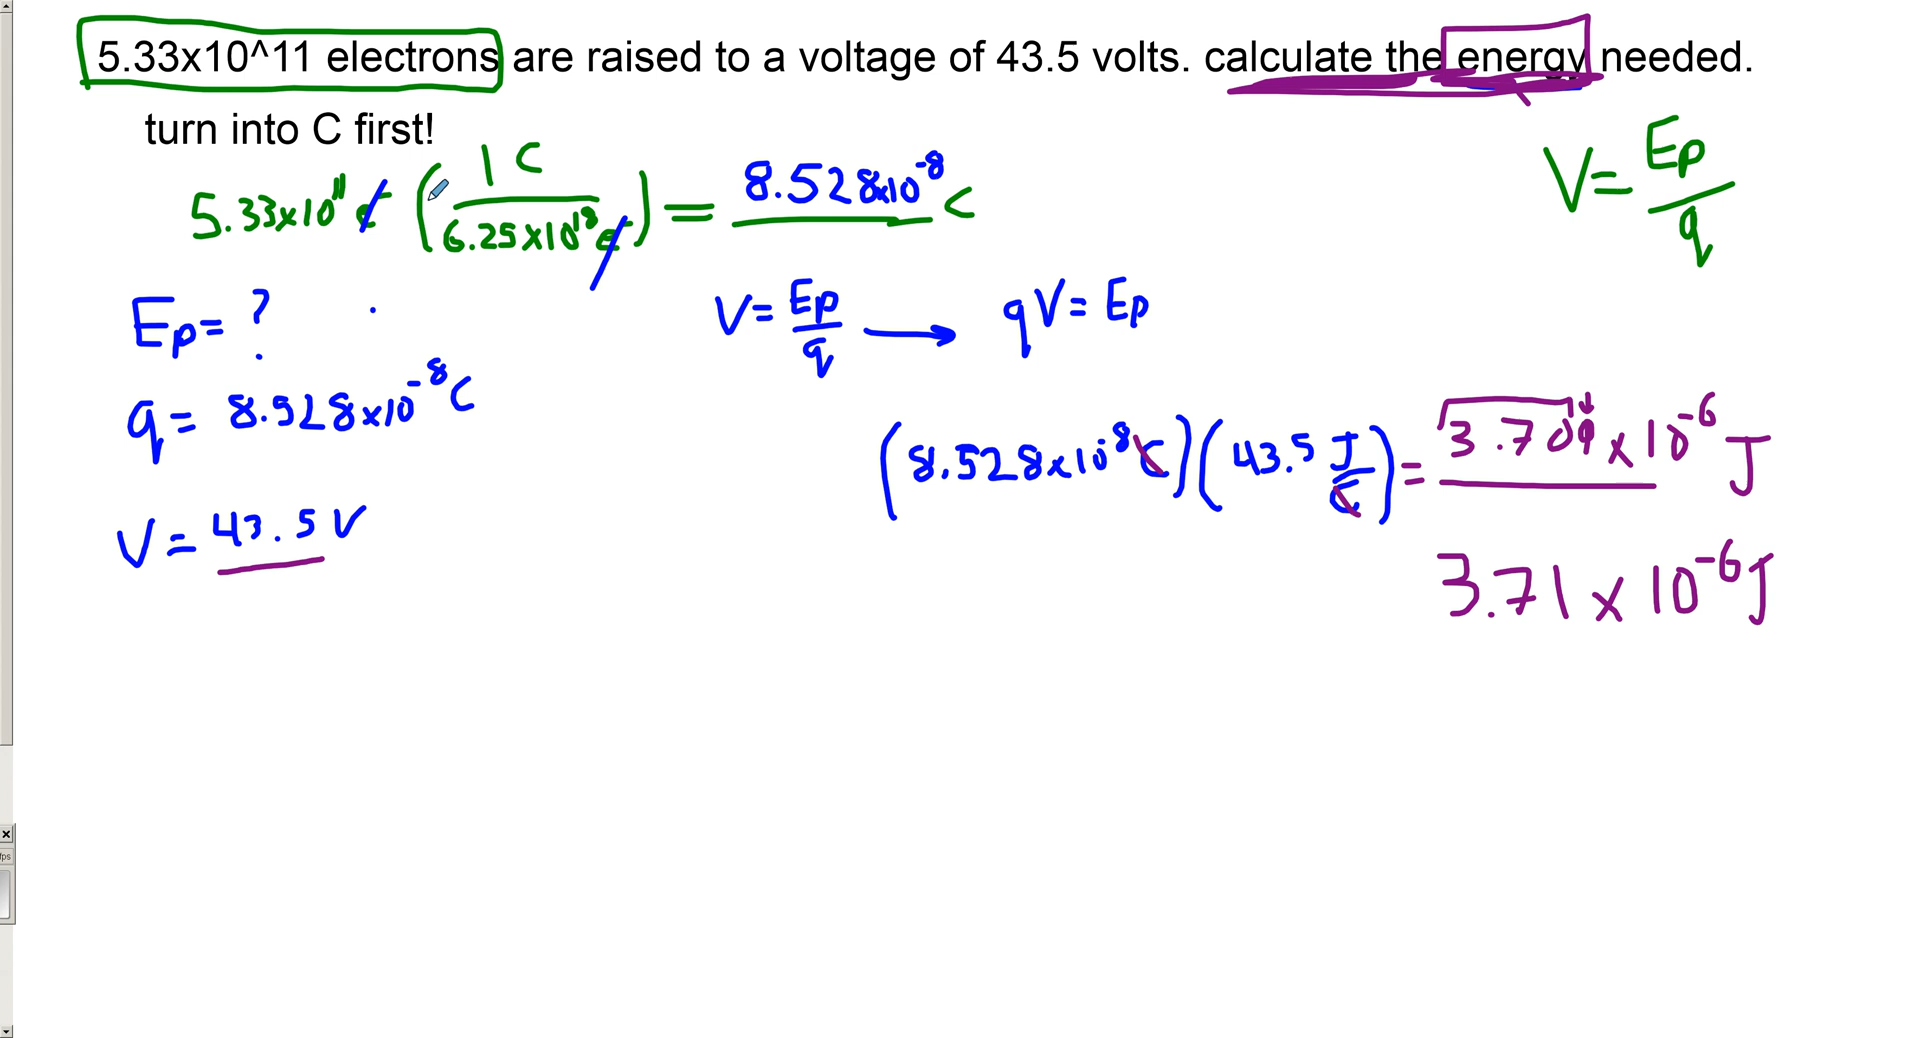 5.33x10^11 electrons are raised to a voltage of 43.5 volts. calculate the energy needed.
turn into C first!
5.33x10¹¹ e⁻ (1 C / 6.25x10¹⁸ e⁻) = 8.528x10⁻⁸ C
V = Ep / q
Ep = ?
V = Ep / q → qV = Ep
q = 8.528x10⁻⁸ C
(8.528x10⁻⁸ C)(43.5 J / C) = 3.709 x 10⁻⁶ J
V = 43.5 V
3.71 x 10⁻⁶ J
fps